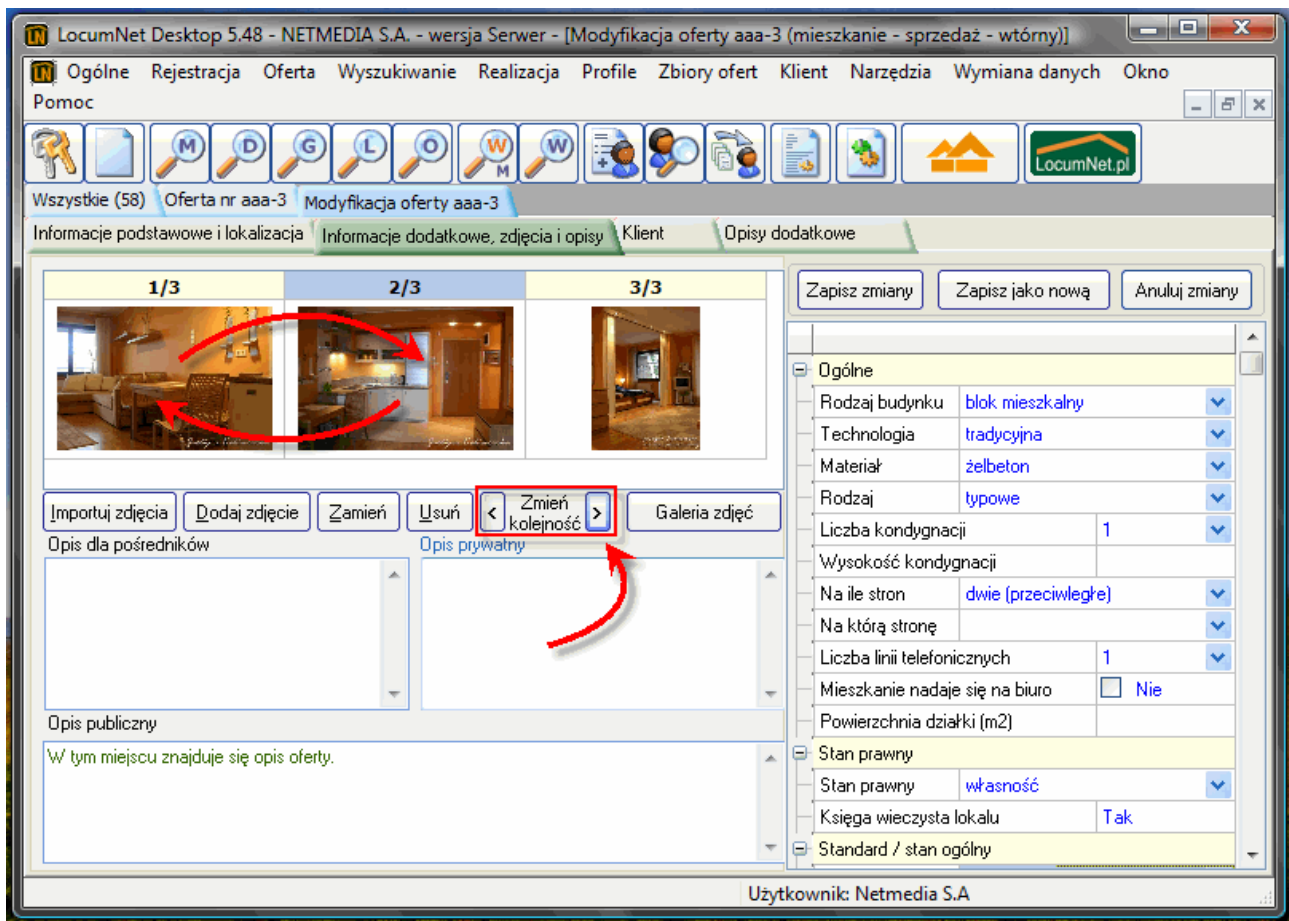 LocumNet Desktop 5.48 - NETMEDIA S.A. - wersja Serwer - [Modyfikacja oferty aaa-3 (mieszkanie - sprzedaż - wtórny)]
Ogólne Rejestracja Oferta Wyszukiwanie Realizacja Profile Zbiory ofert Klient Narzędzia Wymiana danych Okno
Pomoc
M D G L O W M W LocumNet.pl
Wszystkie (58) Oferta nr aaa-3 Modyfikacja oferty aaa-3
Informacje podstawowe i lokalizacja Informacje dodatkowe, zdjęcia i opisy Klient Opisy dodatkowe
1/3 2/3 3/3
Importuj zdjęcia Dodaj zdjęcie Zamień Usuń < Zmień kolejność > Galeria zdjęć
Opis dla pośredników Opis prywatny
Opis publiczny
W tym miejscu znajduje się opis oferty.
Zapisz zmiany Zapisz jako nową Anuluj zmiany
Ogólne
Rodzaj budynku blok mieszkalny
Technologia tradycyjna
Materiał żelbeton
Rodzaj typowe
Liczba kondygnacji 1
Wysokość kondygnacji
Na ile stron dwie (przeciwległe)
Na którą stronę
Liczba linii telefonicznych 1
Mieszkanie nadaje się na biuro Nie
Powierzchnia działki (m2)
Stan prawny
Stan prawny własność
Księga wieczysta lokalu Tak
Standard / stan ogólny
Użytkownik: Netmedia S.A